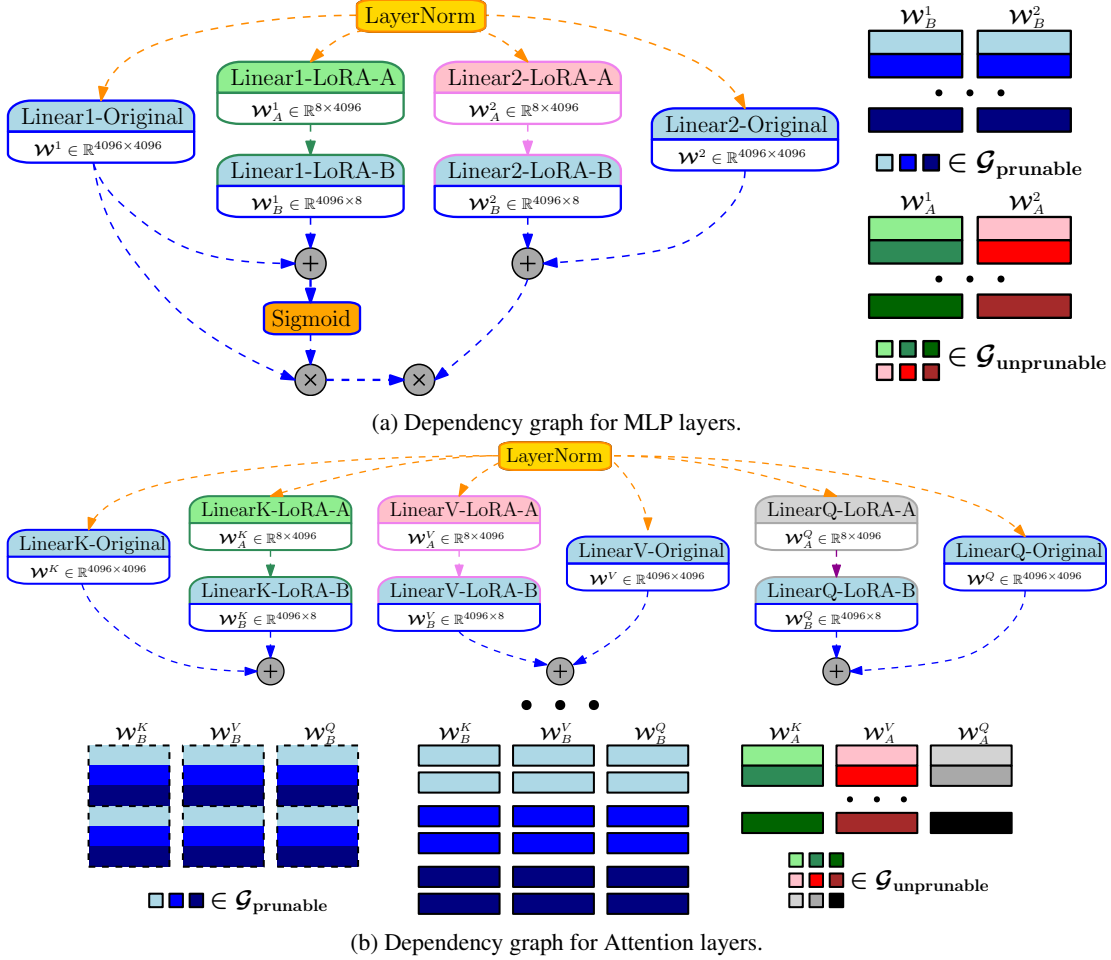 LayerNorm
Linear1-LoRA-A
𝒲_A^1 ∈ ℝ^{8×4096}
Linear2-LoRA-A
𝒲_A^2 ∈ ℝ^{8×4096}
Linear1-Original
𝒲^1 ∈ ℝ^{4096×4096}
Linear2-Original
𝒲^2 ∈ ℝ^{4096×4096}
Linear1-LoRA-B
𝒲_B^1 ∈ ℝ^{4096×8}
Linear2-LoRA-B
𝒲_B^2 ∈ ℝ^{4096×8}
+
+
Sigmoid
×
×
𝒲_B^1 𝒲_B^2
• • •
∈ 𝓖_prunable
𝒲_A^1 𝒲_A^2
• • •
∈ 𝓖_unprunable
(a) Dependency graph for MLP layers.
LayerNorm
LinearK-LoRA-A
𝒲_A^K ∈ ℝ^{8×4096}
LinearV-LoRA-A
𝒲_A^V ∈ ℝ^{8×4096}
LinearQ-LoRA-A
𝒲_A^Q ∈ ℝ^{8×4096}
LinearK-Original
𝒲^K ∈ ℝ^{4096×4096}
LinearV-Original
𝒲^V ∈ ℝ^{4096×4096}
LinearQ-Original
𝒲^Q ∈ ℝ^{4096×4096}
LinearK-LoRA-B
𝒲_B^K ∈ ℝ^{4096×8}
LinearV-LoRA-B
𝒲_B^V ∈ ℝ^{4096×8}
LinearQ-LoRA-B
𝒲_B^Q ∈ ℝ^{4096×8}
+
+
+
• • •
𝒲_B^K 𝒲_B^V 𝒲_B^Q
∈ 𝓖_prunable
𝒲_B^K 𝒲_B^V 𝒲_B^Q
𝒲_A^K 𝒲_A^V 𝒲_A^Q
• • •
∈ 𝓖_unprunable
(b) Dependency graph for Attention layers.